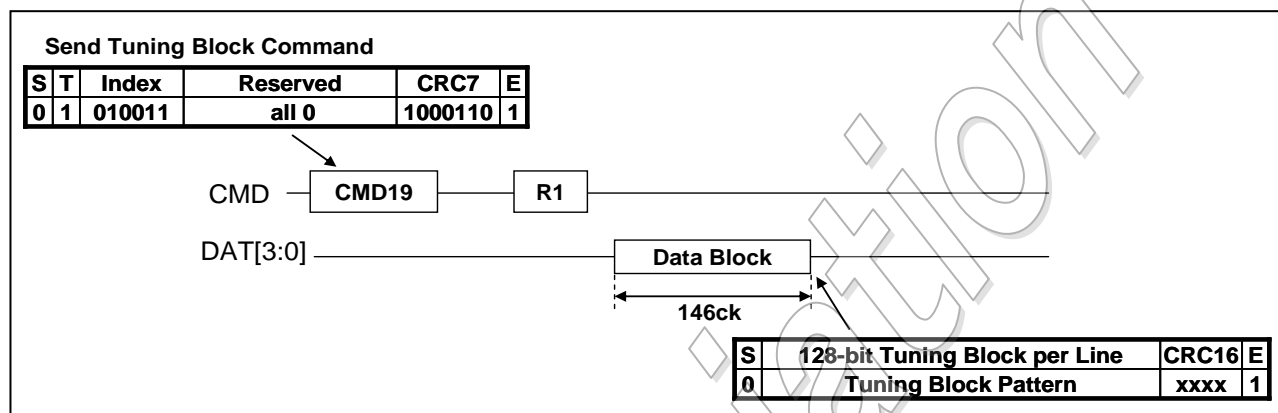 Send Tuning Block Command
S T Index Reserved CRC7 E
0 1 010011 all 0 1000110 1
CMD CMD19 R1
DAT[3:0] Data Block
146ck
S 128-bit Tuning Block per Line CRC16 E
0 Tuning Block Pattern xxxx 1